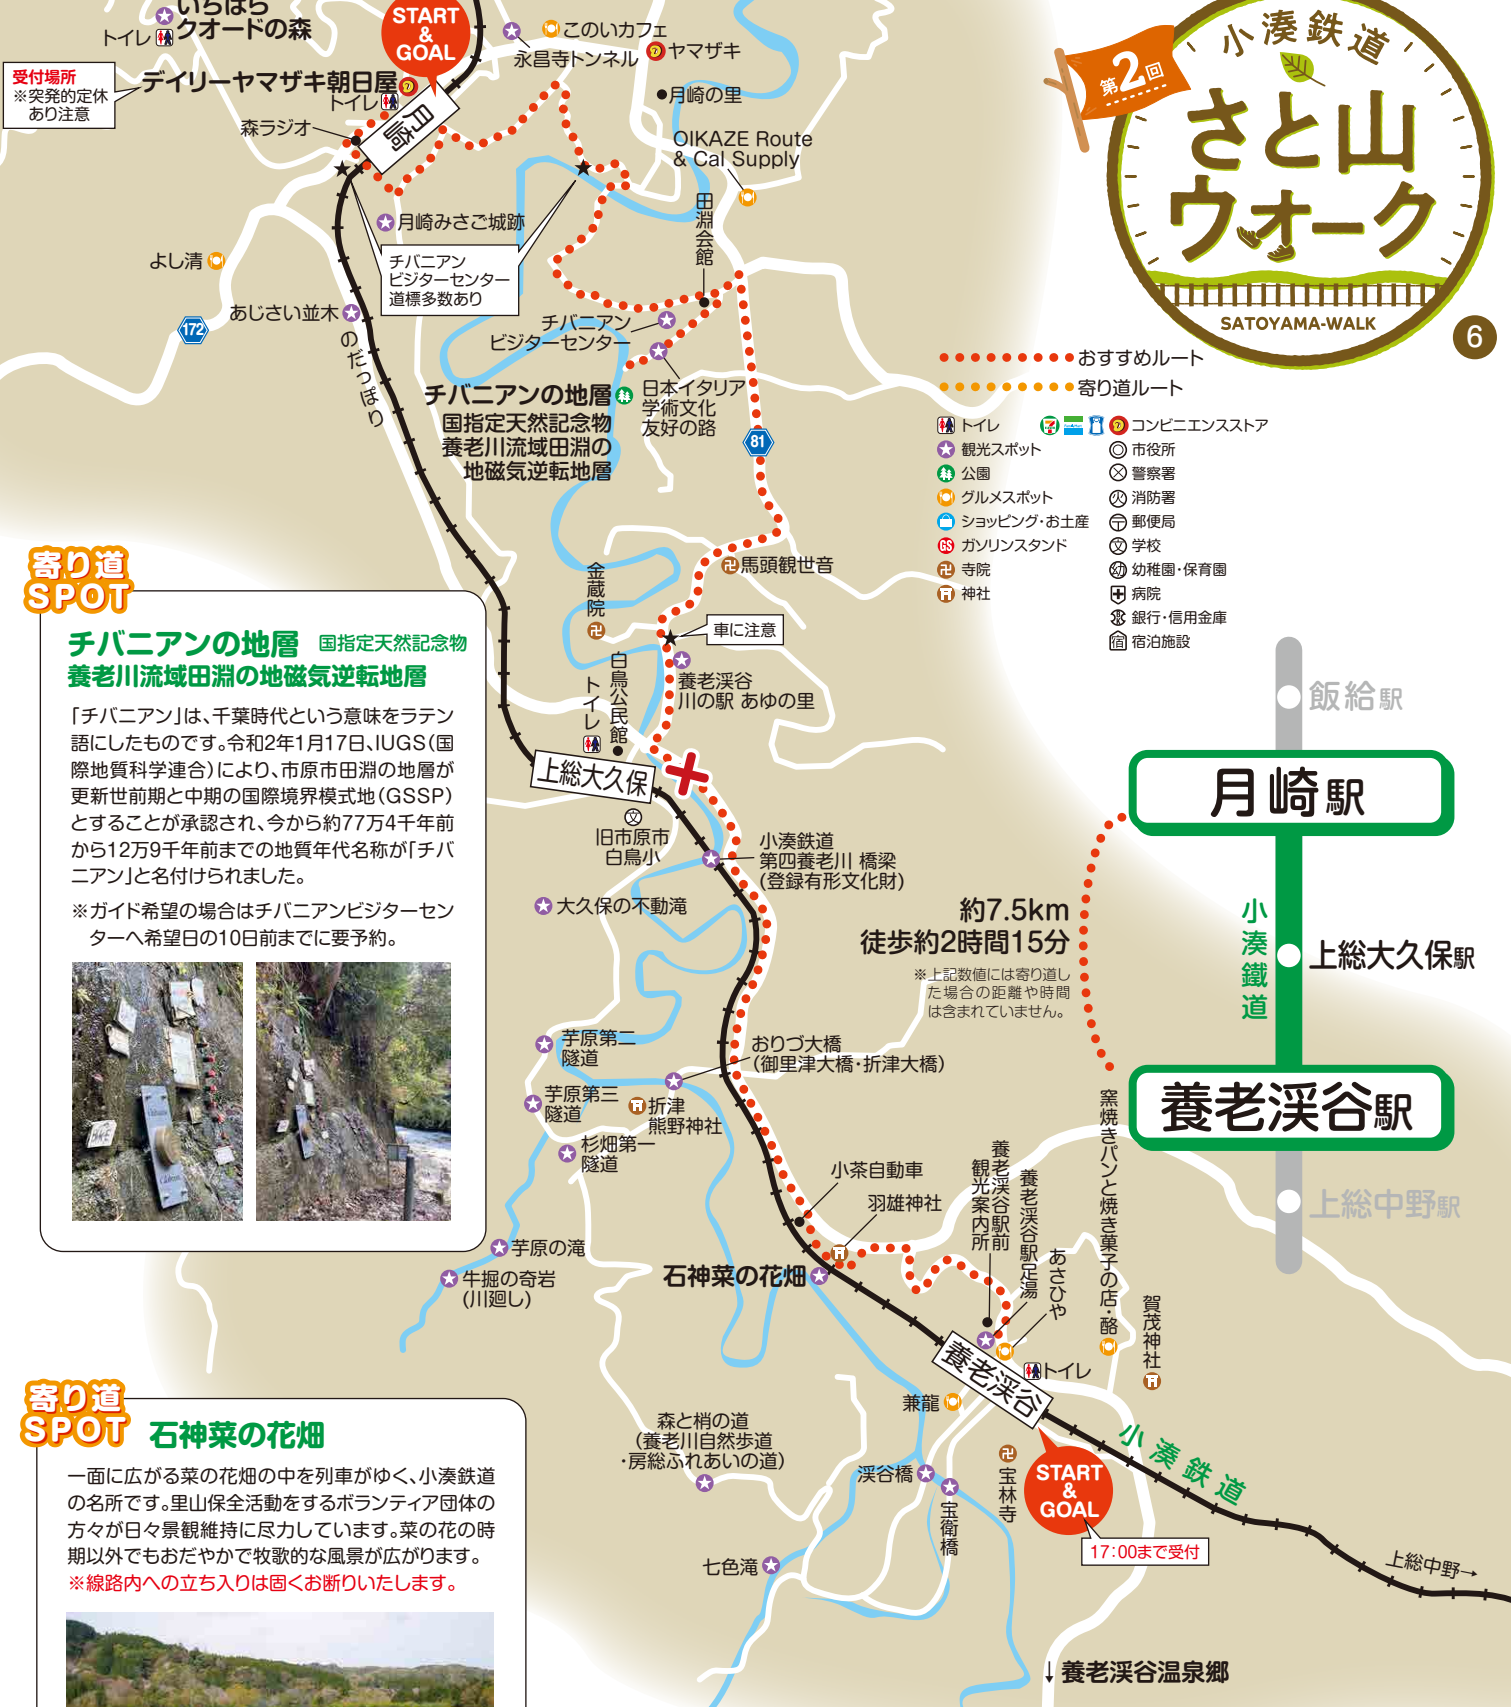 いちはら
クオードの森
トイレ
START
&
GOAL
このいカフェ
永昌寺トンネル
ヤマザキ
受付場所
※突発的定休
あり注意
デイリーヤマザキ朝日屋
トイレ
森ラジオ
月崎
月崎の里
OIKAZE Route
& Cal Supply
田淵会館
月崎みさご城跡
よし清
チバニアン
ビジターセンター
道標多数あり
あじさい並木
172
のだっぽり
チバニアン
ビジターセンター
チバニアンの地層
国指定天然記念物
養老川流域田淵の
地磁気逆転地層
日本イタリア
学術文化
友好の路
81
小湊鉄道
第2回
さと山
ウォーク
SATOYAMA-WALK
6
おすすめルート
寄り道ルート
トイレ
コンビニエンスストア
観光スポット
市役所
公園
警察署
グルメスポット
消防署
ショッピング・お土産
郵便局
GS
ガソリンスタンド
文
学校
寺院
幼
幼稚園・保育園
神社
病院
銀行・信用金庫
宿
宿泊施設
馬頭観世音
金蔵院
車に注意
白鳥公民館
トイレ
養老渓谷
川の駅 あゆの里
上総大久保
文
旧市原市
白鳥小
小湊鉄道
第四養老川 橋梁
(登録有形文化財)
大久保の不動滝
寄り道
SPOT
チバニアンの地層 国指定天然記念物
養老川流域田淵の地磁気逆転地層
「チバニアン」は、千葉時代という意味をラテン
語にしたものです。令和2年1月17日、IUGS(国
際地質科学連合)により、市原市田淵の地層が
更新世前期と中期の国際境界模式地(GSSP)
とすることが承認され、今から約77万4千年前
から12万9千年前までの地質年代名称が「チバ
ニアン」と名付けられました。
※ガイド希望の場合はチバニアンビジターセン
ターへ希望日の10日前までに要予約。
飯給駅
月崎駅
小湊鐵道
上総大久保駅
養老渓谷駅
上総中野駅
約7.5km
徒歩約2時間15分
※上記数値には寄り道し
た場合の距離や時間
は含まれていません。
芋原第二
隧道
芋原第三
隧道
おりづ大橋
(御里津大橋・折津大橋)
折津
熊野神社
杉畑第一
隧道
小茶自動車
羽雄神社
養老渓谷駅前
観光案内所
養老渓谷駅足湯
あさひや
窯焼きパンと焼き菓子の店・酪
賀茂神社
芋原の滝
牛掘の奇岩
(川廻し)
石神菜の花畑
養老渓谷
トイレ
兼龍
小湊鉄道
森と梢の道
(養老川自然歩道
・房総ふれあいの道)
渓谷橋
宝衛橋
宝林寺
START
&
GOAL
17:00まで受付
七色滝
上総中野→
↓養老渓谷温泉郷
寄り道
SPOT
石神菜の花畑
一面に広がる菜の花畑の中を列車がゆく、小湊鉄道
の名所です。里山保全活動をするボランティア団体の
方々が日々景観維持に尽力しています。菜の花の時
期以外でもおだやかで牧歌的な風景が広がります。
※線路内への立ち入りは固くお断りいたします。